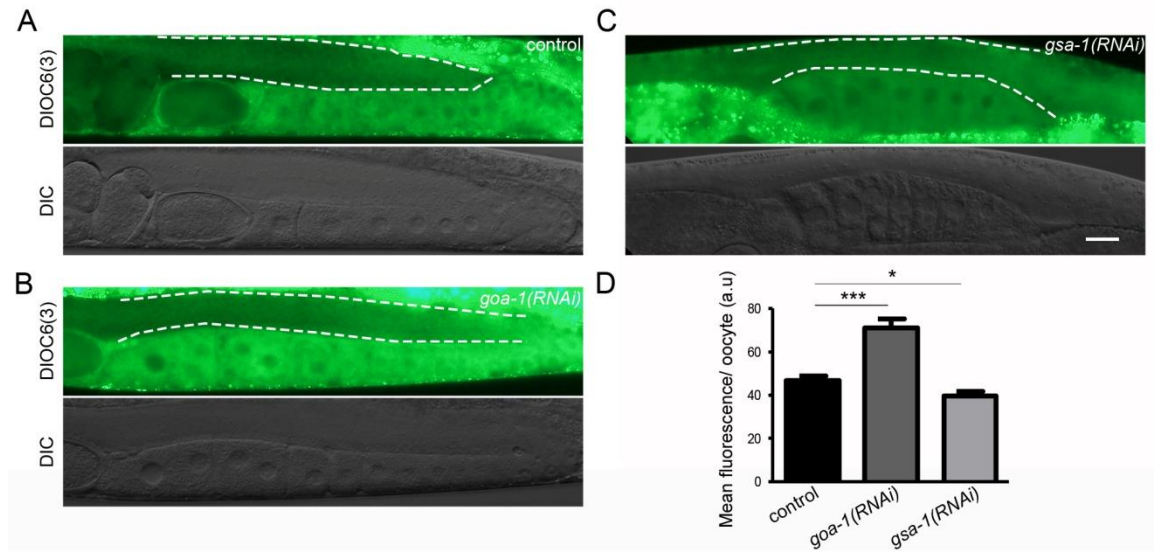 A
DIOC6(3)
control
DIC
B
DIOC6(3)
goa-1(RNAi)
DIC
C
gsa-1(RNAi)
D
Mean fluorescence/ oocyte (a.u)
80
60
40
20
0
*
***
control
goa-1(RNAi)
gsa-1(RNAi)